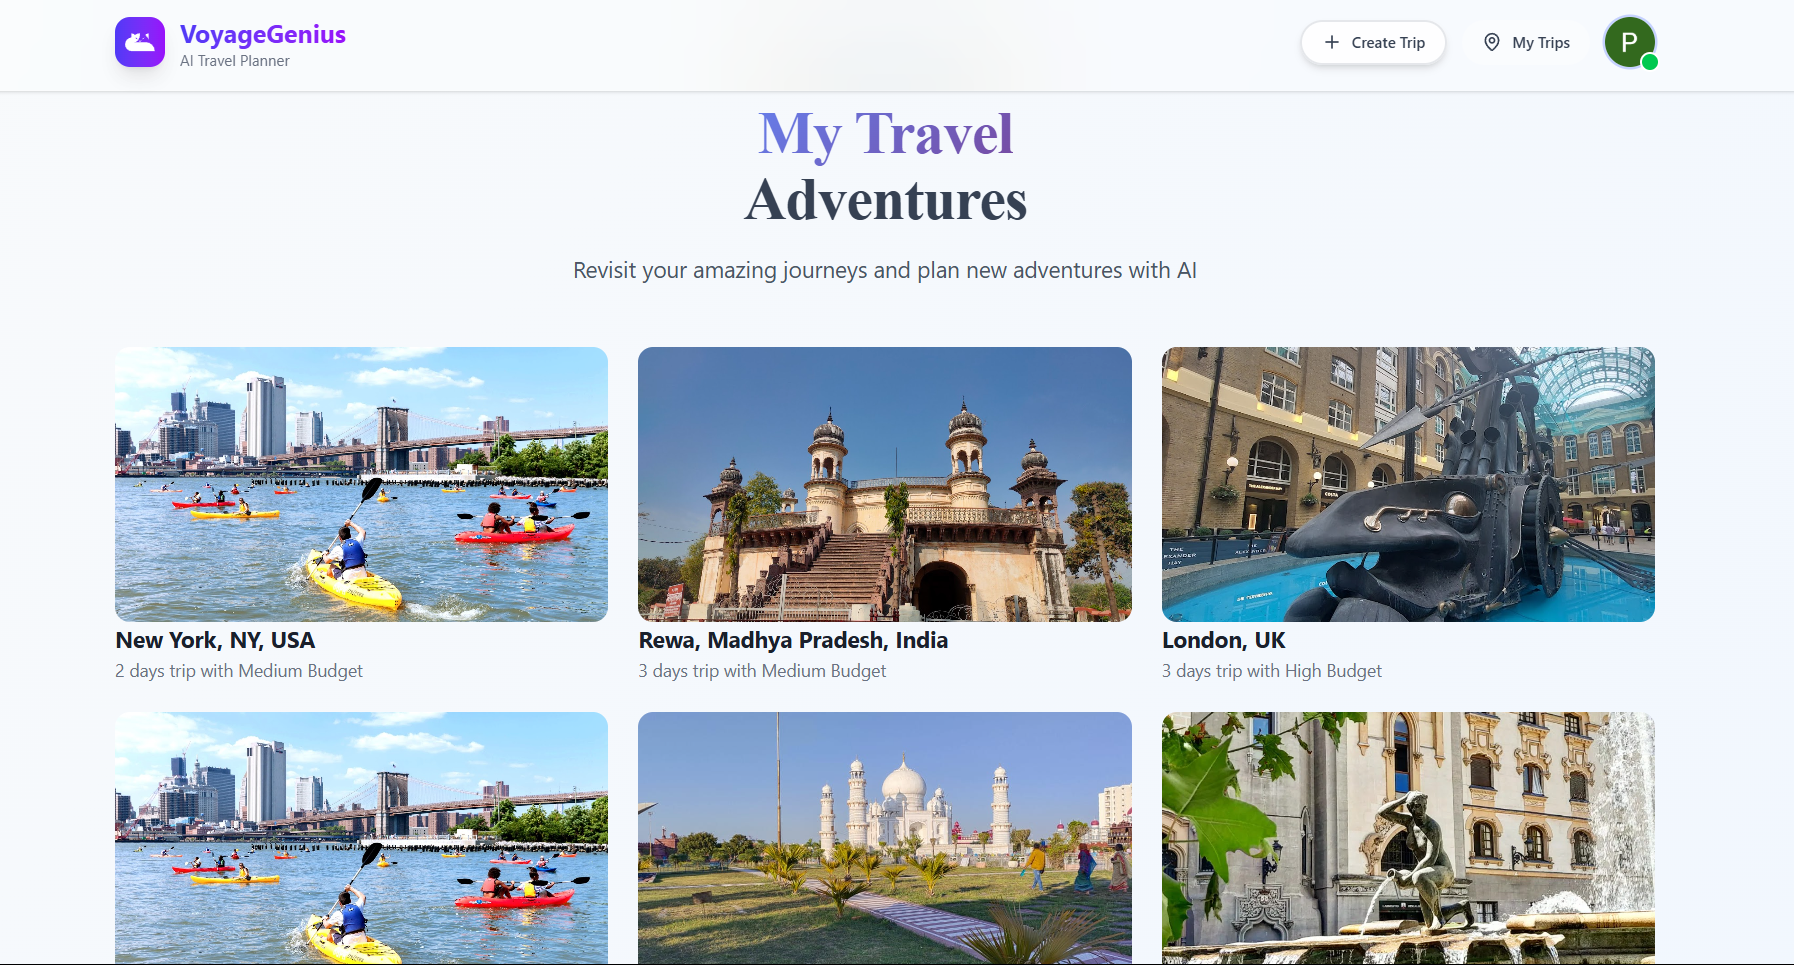 VoyageGenius
AI Travel Planner
Create Trip
My Trips
P
My Travel
Adventures
Revisit your amazing journeys and plan new adventures with AI
New York, NY, USA
2 days trip with Medium Budget
Rewa, Madhya Pradesh, India
3 days trip with Medium Budget
London, UK
3 days trip with High Budget